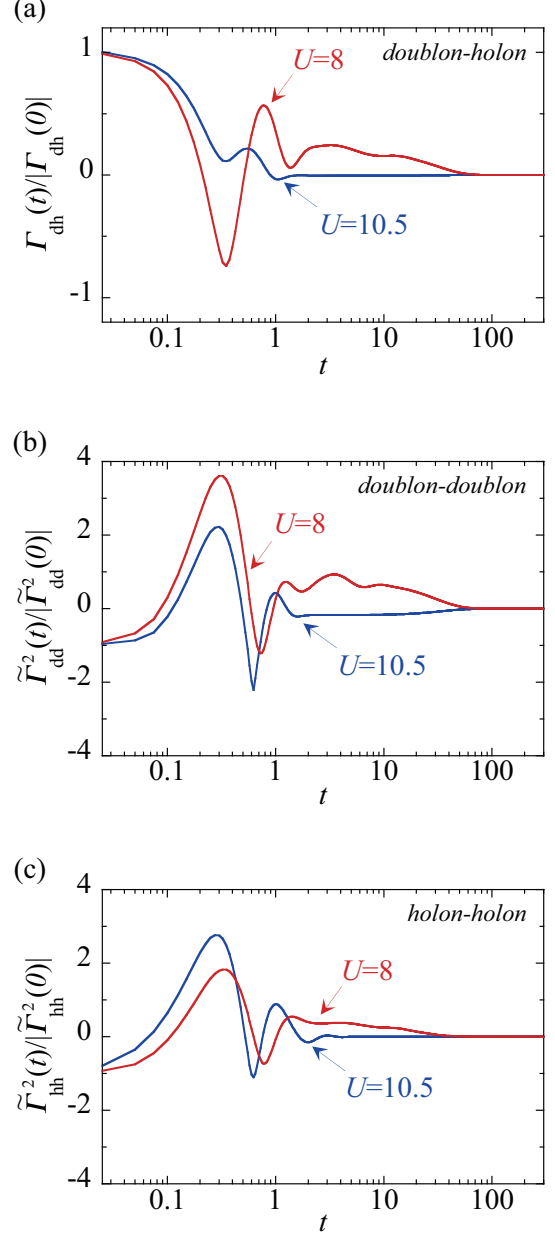 (a)
1
0
-1
Γdh(t)/|Γdh(0)|
U=8
doublon-holon
U=10.5
0.1
1
10
100
t
(b)
4
2
0
-2
-4
Γ̃²dd(t)/|Γ̃²dd(0)|
doublon-doublon
U=8
U=10.5
0.1
1
10
100
t
(c)
4
2
0
-2
-4
Γ̃²hh(t)/|Γ̃²hh(0)|
holon-holon
U=8
U=10.5
0.1
1
10
100
t